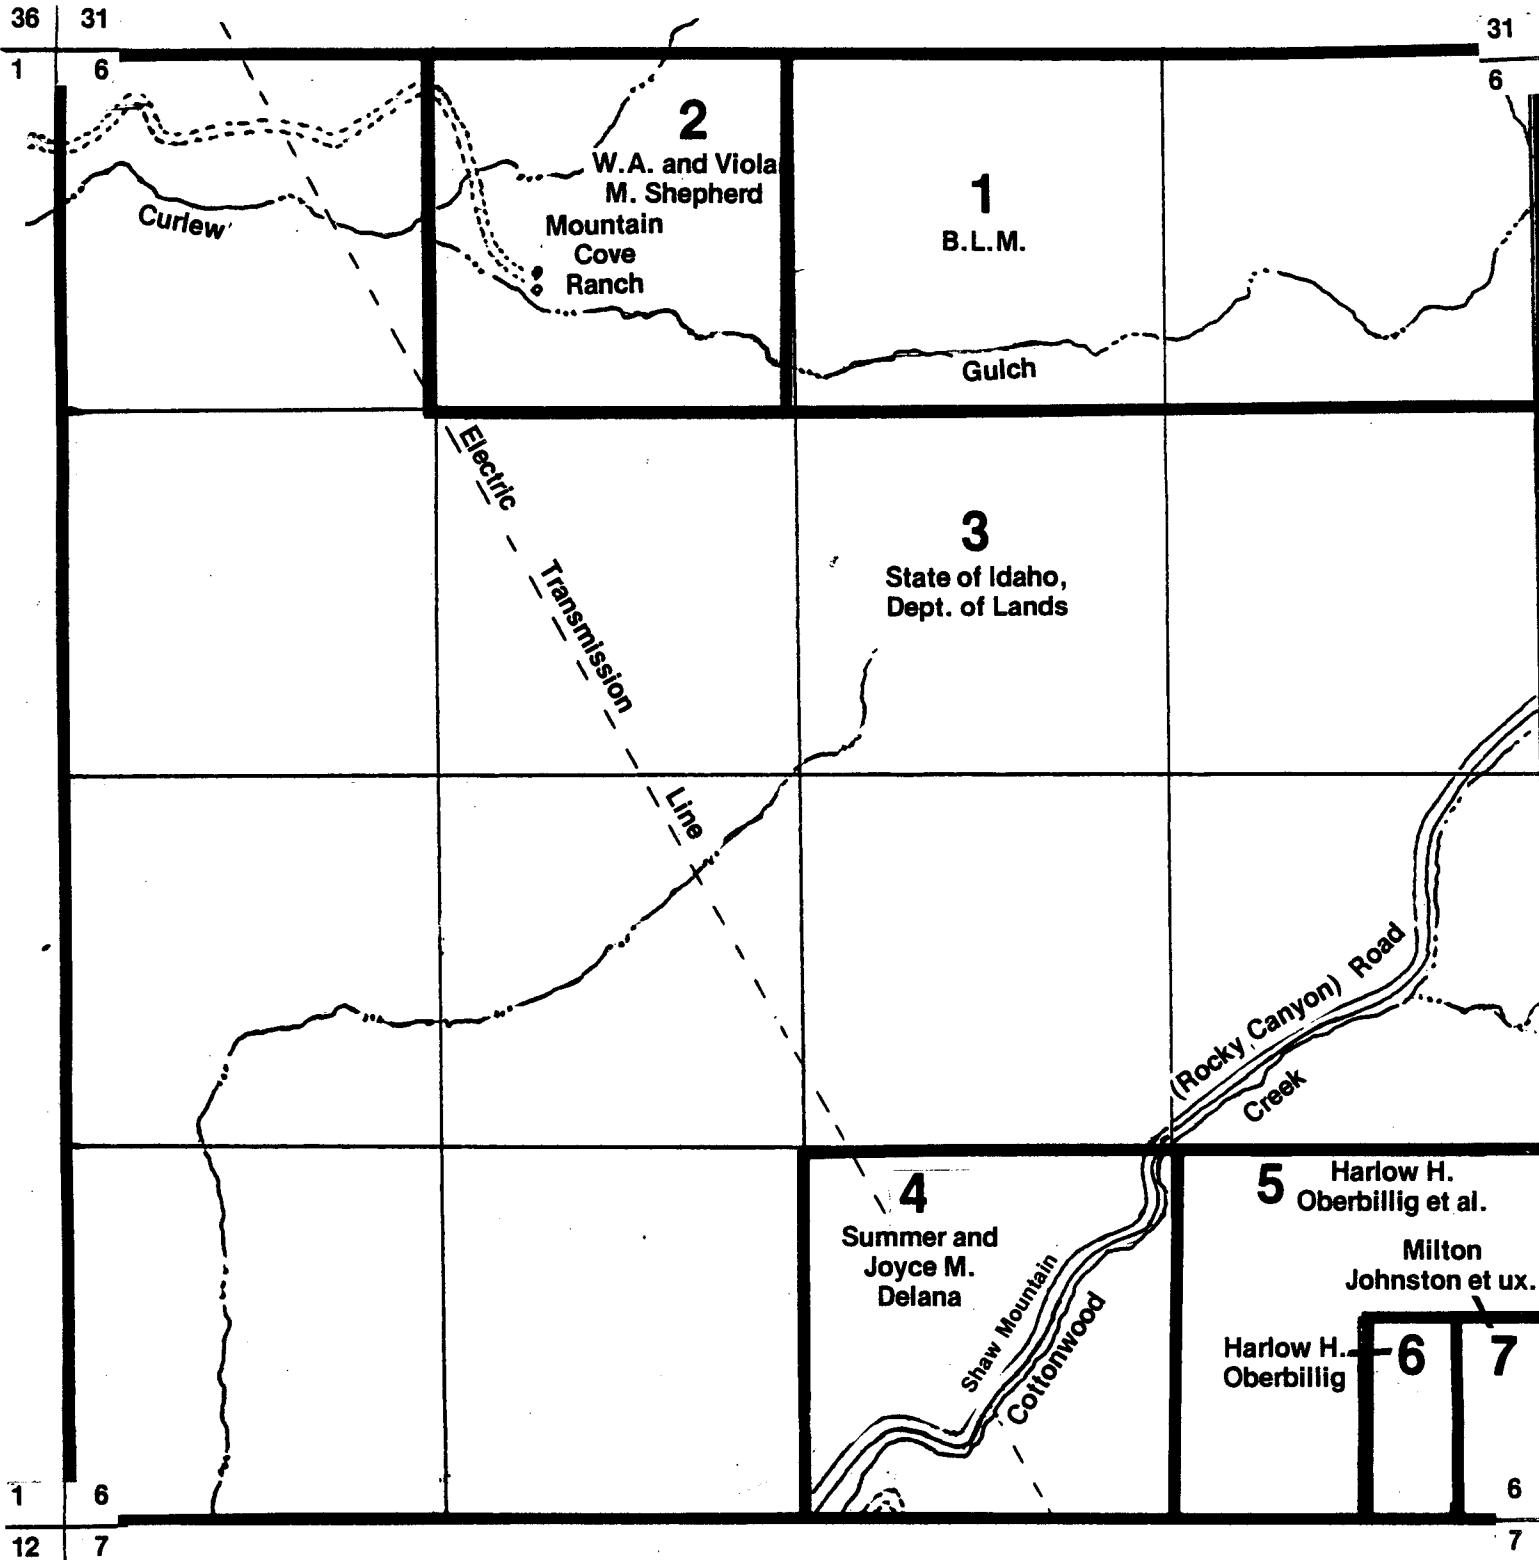 36 31
31
1 6
6
2
W.A. and Viola
M. Shepherd
Mountain
Cove
Ranch
1
B.L.M.
Curlew
Gulch
Electric
Transmission
Line
3
State of Idaho,
Dept. of Lands
(Rocky Canyon) Road
Creek
4
Summer and
Joyce M.
Delana
Shaw Mountain
Cottonwood
5
Harlow H.
Oberbillig et al.
Milton
Johnston et ux.
Harlow H.
Oberbillig
6
7
1 6
6
12 7
7